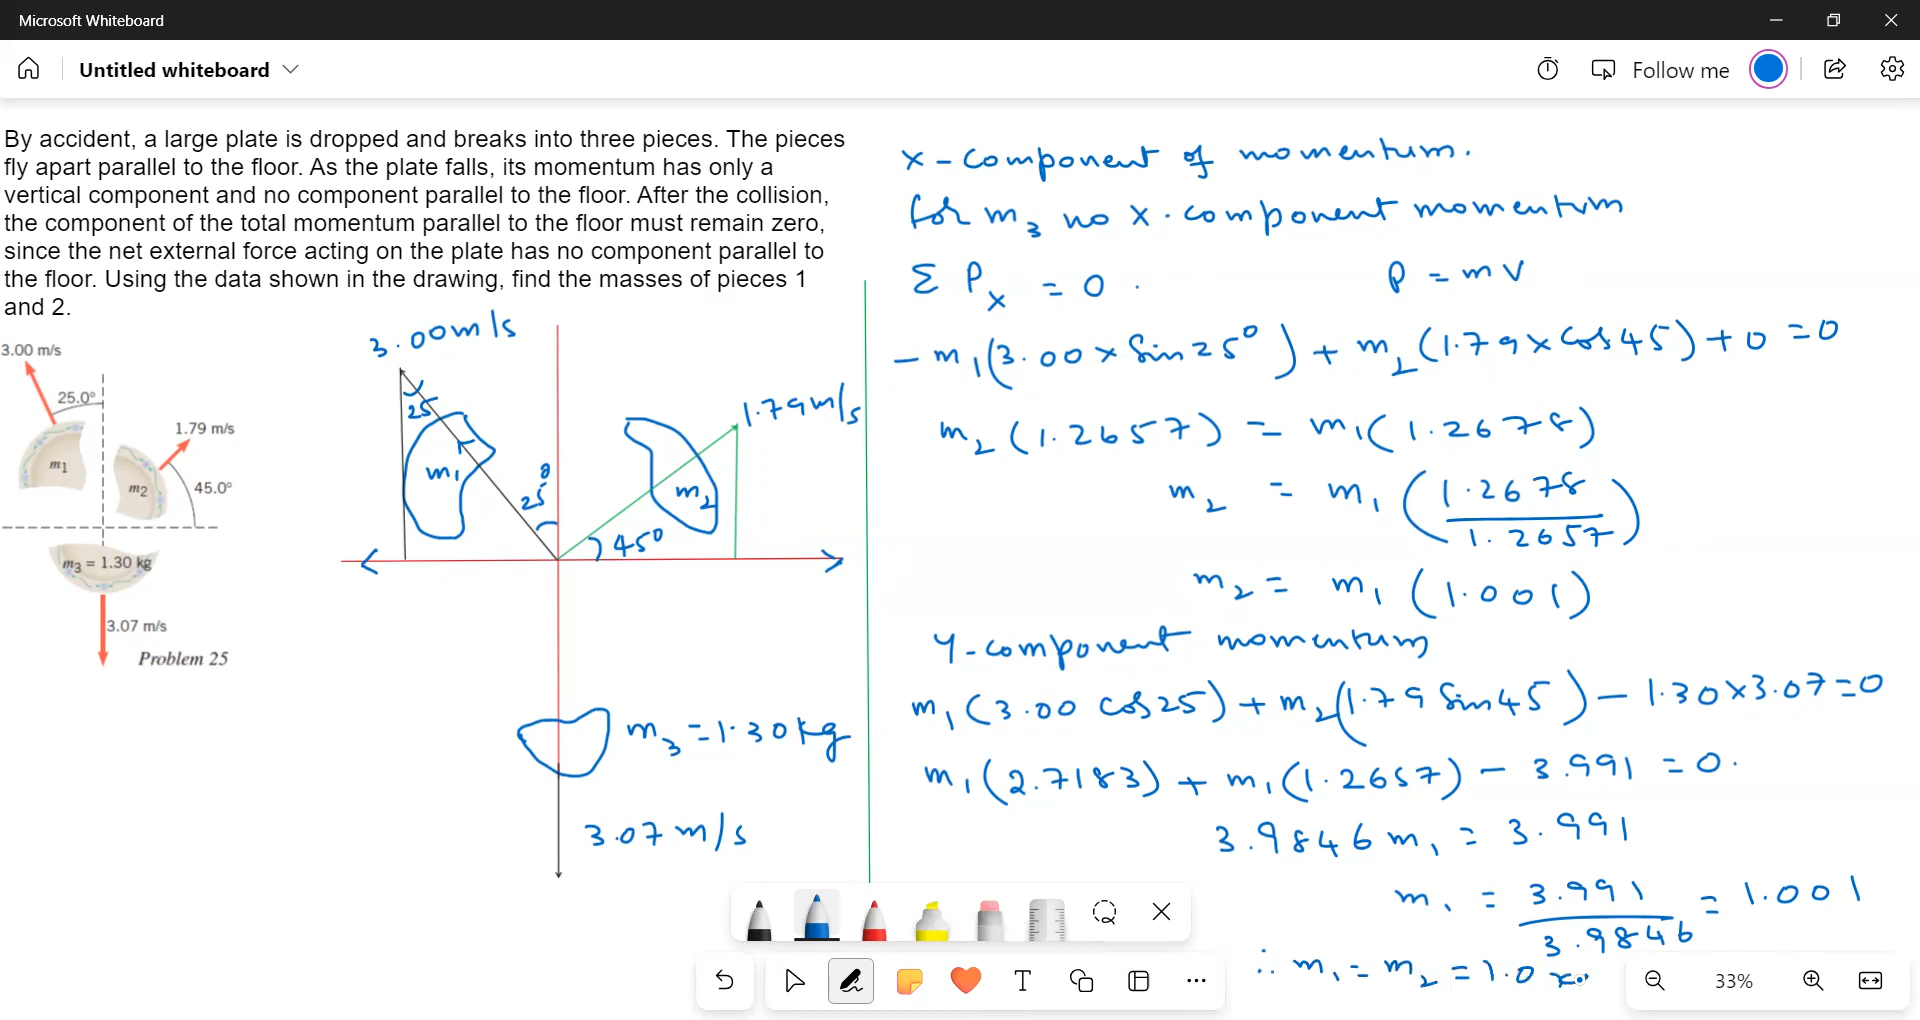 Microsoft Whiteboard
Untitled whiteboard
Follow me
By accident, a large plate is dropped and breaks into three pieces. The pieces
fly apart parallel to the floor. As the plate falls, its momentum has only a
vertical component and no component parallel to the floor. After the collision,
the component of the total momentum parallel to the floor must remain zero,
since the net external force acting on the plate has no component parallel to
the floor. Using the data shown in the drawing, find the masses of pieces 1
and 2.
3.00 m/s
25.0°
1.79 m/s
m₁
m₂
45.0°
m₃ = 1.30 kg
3.07 m/s
Problem 25
3.00m/s
25
m₁
25°
1.79m/s
m₂
45°
m₃ = 1.30kg
3.07 m/s
x-component of momentum.
for m₃ no x-component momentum
Σ Pₓ = 0 .
P = mv
- m₁(3.00 × Sin25°) + m₂(1.79 × Cos45) + 0 = 0
m₂(1.2657) = m₁(1.2678)
m₂ = m₁ (1.2678 / 1.2657)
m₂ = m₁ (1.001)
Y-component momentum
m₁(3.00 cos25) + m₂(1.79 Sin45) - 1.30×3.07=0
m₁(2.7183) + m₁(1.2657) - 3.991 = 0.
3.9846 m₁ = 3.991
m₁ = 3.991 / 3.9846 = 1.001
∴ m₁ = m₂ = 1.0
T
33%